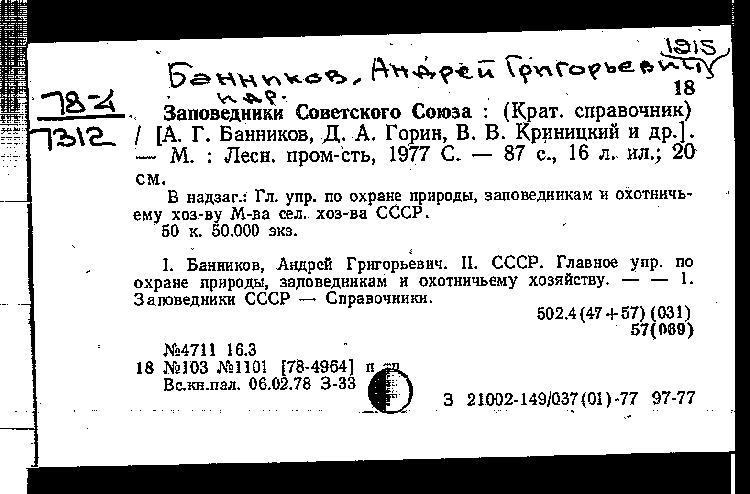 1915
Банников, Андрей Григорьевич
и др.
18
78-4
7312
Заповедники Советского Союза : (Крат. справочник)
/ [А. Г. Банников, Д. А. Горин, В. В. Криницкий и др.].
— М. : Лесн. пром-сть, 1977 С. — 87 с., 16 л. ил.; 20
см.
В надзаг.: Гл. упр. по охране природы, заповедникам и охотничь-
ему хоз-ву М-ва сел. хоз-ва СССР.
50 к. 50.000 экз.
I. Банников, Андрей Григорьевич. II. СССР. Главное упр. по
охране природы, заповедникам и охотничьему хозяйству. — — 1.
Заповедники СССР — Справочники.
502.4(47+57)(031)
57(069)
№4711 16.3
18 №103 №1101 [78-4964] п
Вс.кн.пал. 06.02.78 З-33
З 21002-149/037(01)-77 97-77